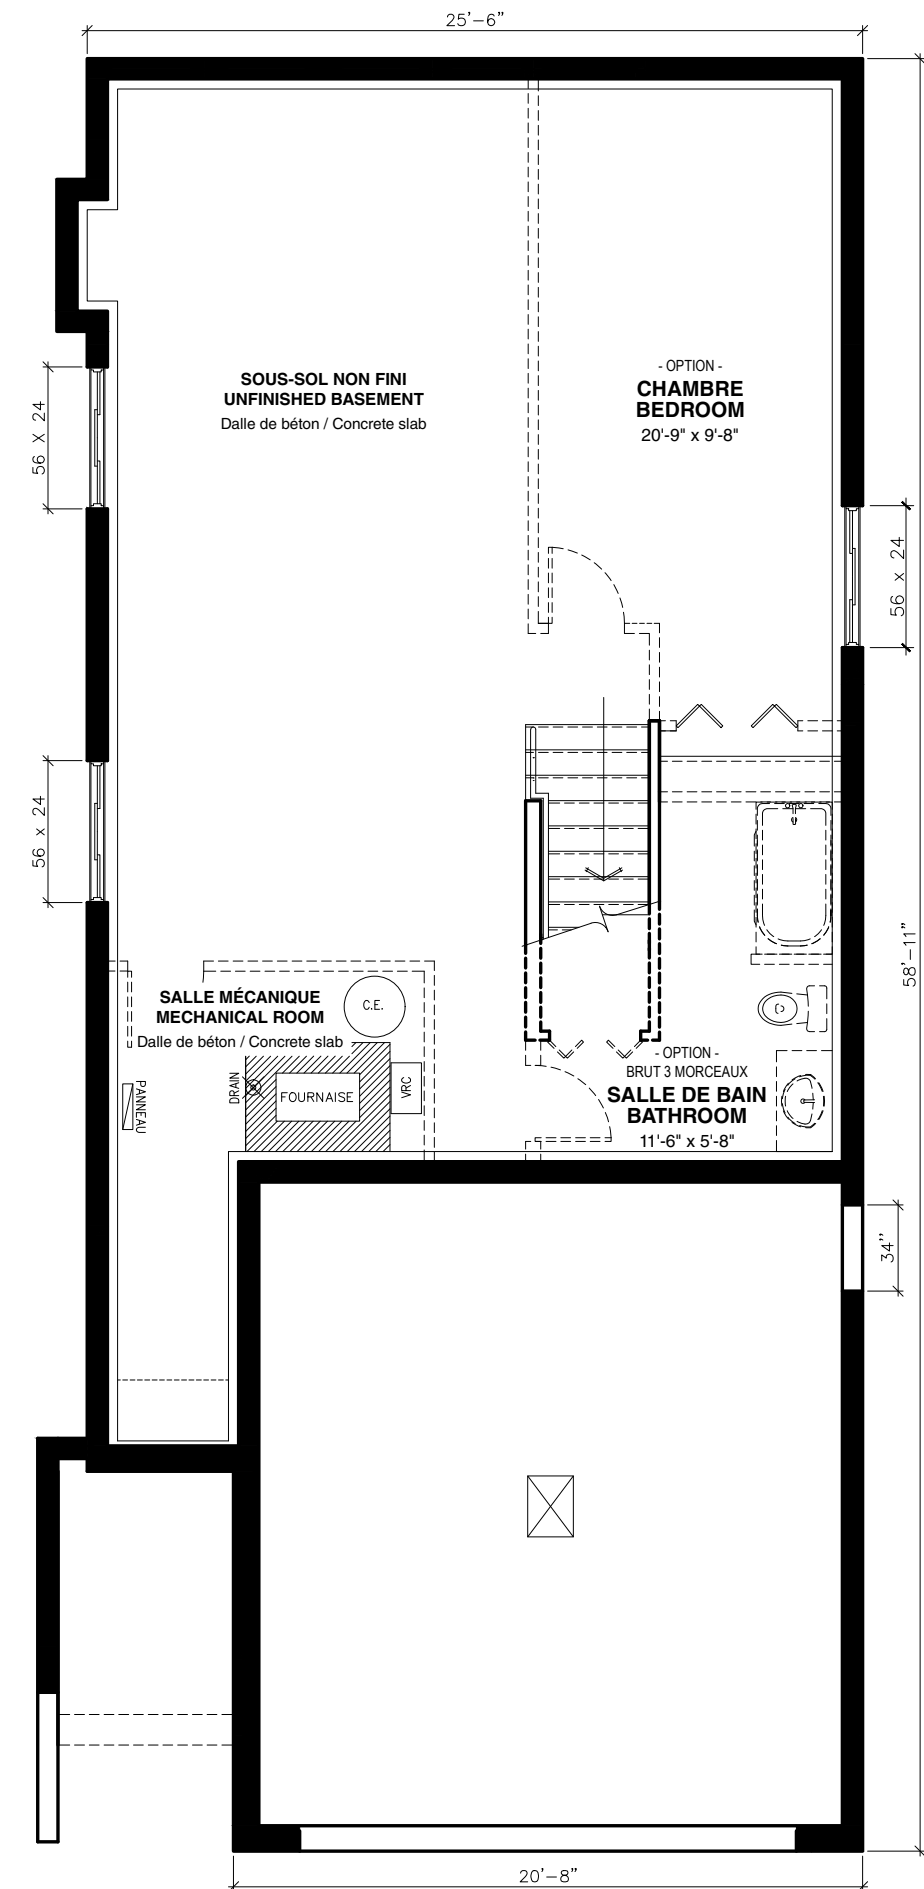 25'-6"
SOUS-SOL NON FINI
UNFINISHED BASEMENT
Dalle de béton / Concrete slab
- OPTION -
CHAMBRE
BEDROOM
20'-9" x 9'-8"
56 X 24
56 x 24
56 x 24
58'-11"
SALLE MÉCANIQUE
MECHANICAL ROOM
Dalle de béton / Concrete slab
C.E.
PANNEAU
DRAIN
FOURNAISE
VRC
- OPTION -
BRUT 3 MORCEAUX
SALLE DE BAIN
BATHROOM
11'-6" x 5'-8"
34"
20'-8"